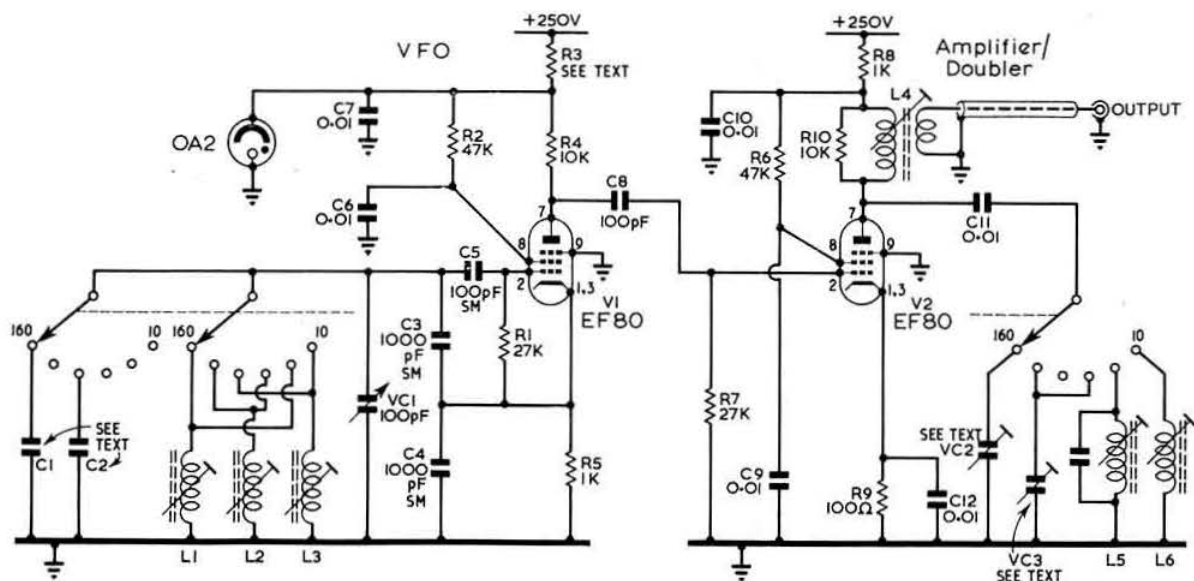 +250V
VFO
R3
SEE TEXT
C7
0.01
R2
47K
R4
10K
OA2
C6
0.01
C8
100pF
7
8
9
2
1,3
V1
EF80
C5
100pF
SM
160
10
160
10
C3
1000
pF
SM
R1
27K
VC1
100pF
SEE
TEXT
C1
C2
C4
1000
pF
SM
R5
1K
L1
L2
L3
+250V
R8
1K
Amplifier/
Doubler
L4
OUTPUT
C10
0.01
R6
47K
R10
10K
7
8
9
2
1,3
V2
EF80
C11
0.01
160
10
R7
27K
C9
0.01
R9
100Ω
C12
0.01
SEE TEXT
VC2
VC3
SEE TEXT
L5
L6